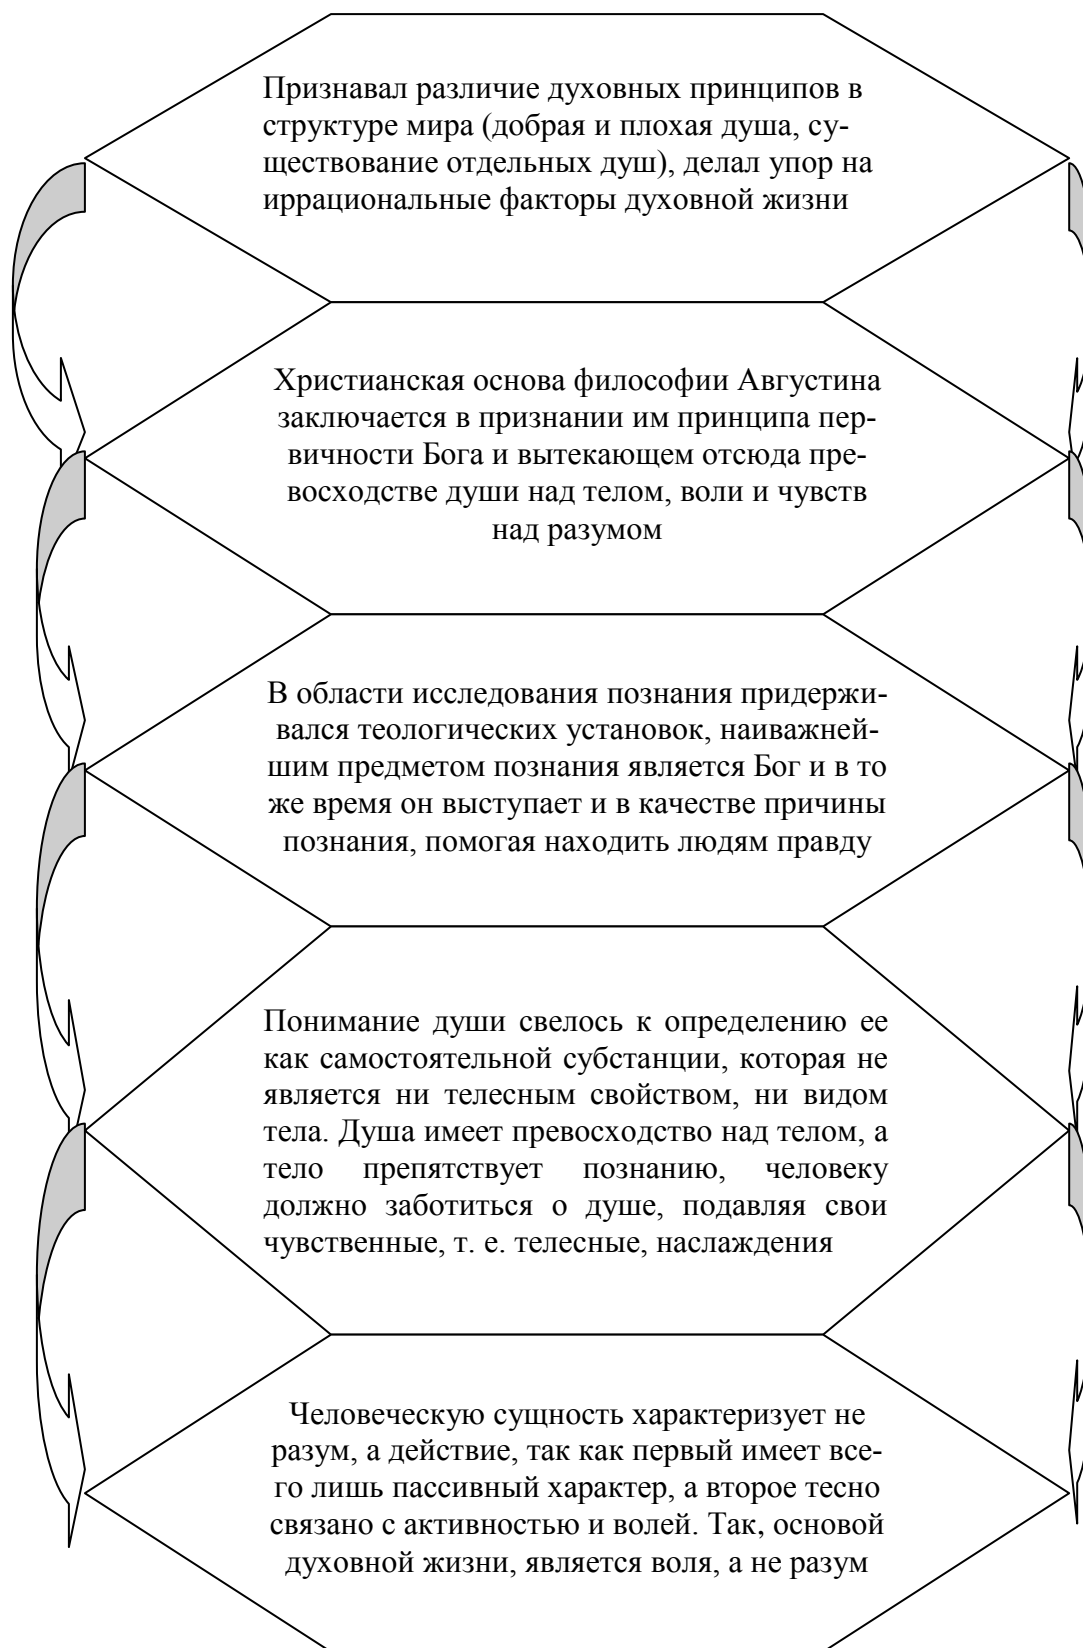 Признавал различие духовных принципов в
структуре мира (добрая и плохая душа, су-
ществование отдельных душ), делал упор на
иррациональные факторы духовной жизни
Христианская основа философии Августина
заключается в признании им принципа пер-
вичности Бога и вытекающем отсюда пре-
восходстве души над телом, воли и чувств
над разумом
В области исследования познания придержи-
вался теологических установок, наиважней-
шим предметом познания является Бог и в то
же время он выступает и в качестве причины
познания, помогая находить людям правду
Понимание души свелось к определению ее
как самостоятельной субстанции, которая не
является ни телесным свойством, ни видом
тела. Душа имеет превосходство над телом, а
тело препятствует познанию, человеку
должно заботиться о душе, подавляя свои
чувственные, т. е. телесные, наслаждения
Человеческую сущность характеризует не
разум, а действие, так как первый имеет все-
го лишь пассивный характер, а второе тесно
связано с активностью и волей. Так, основой
духовной жизни, является воля, а не разум